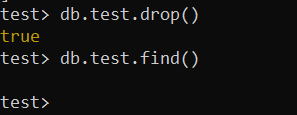 test> db.test.drop()
true
test> db.test.find()
test>